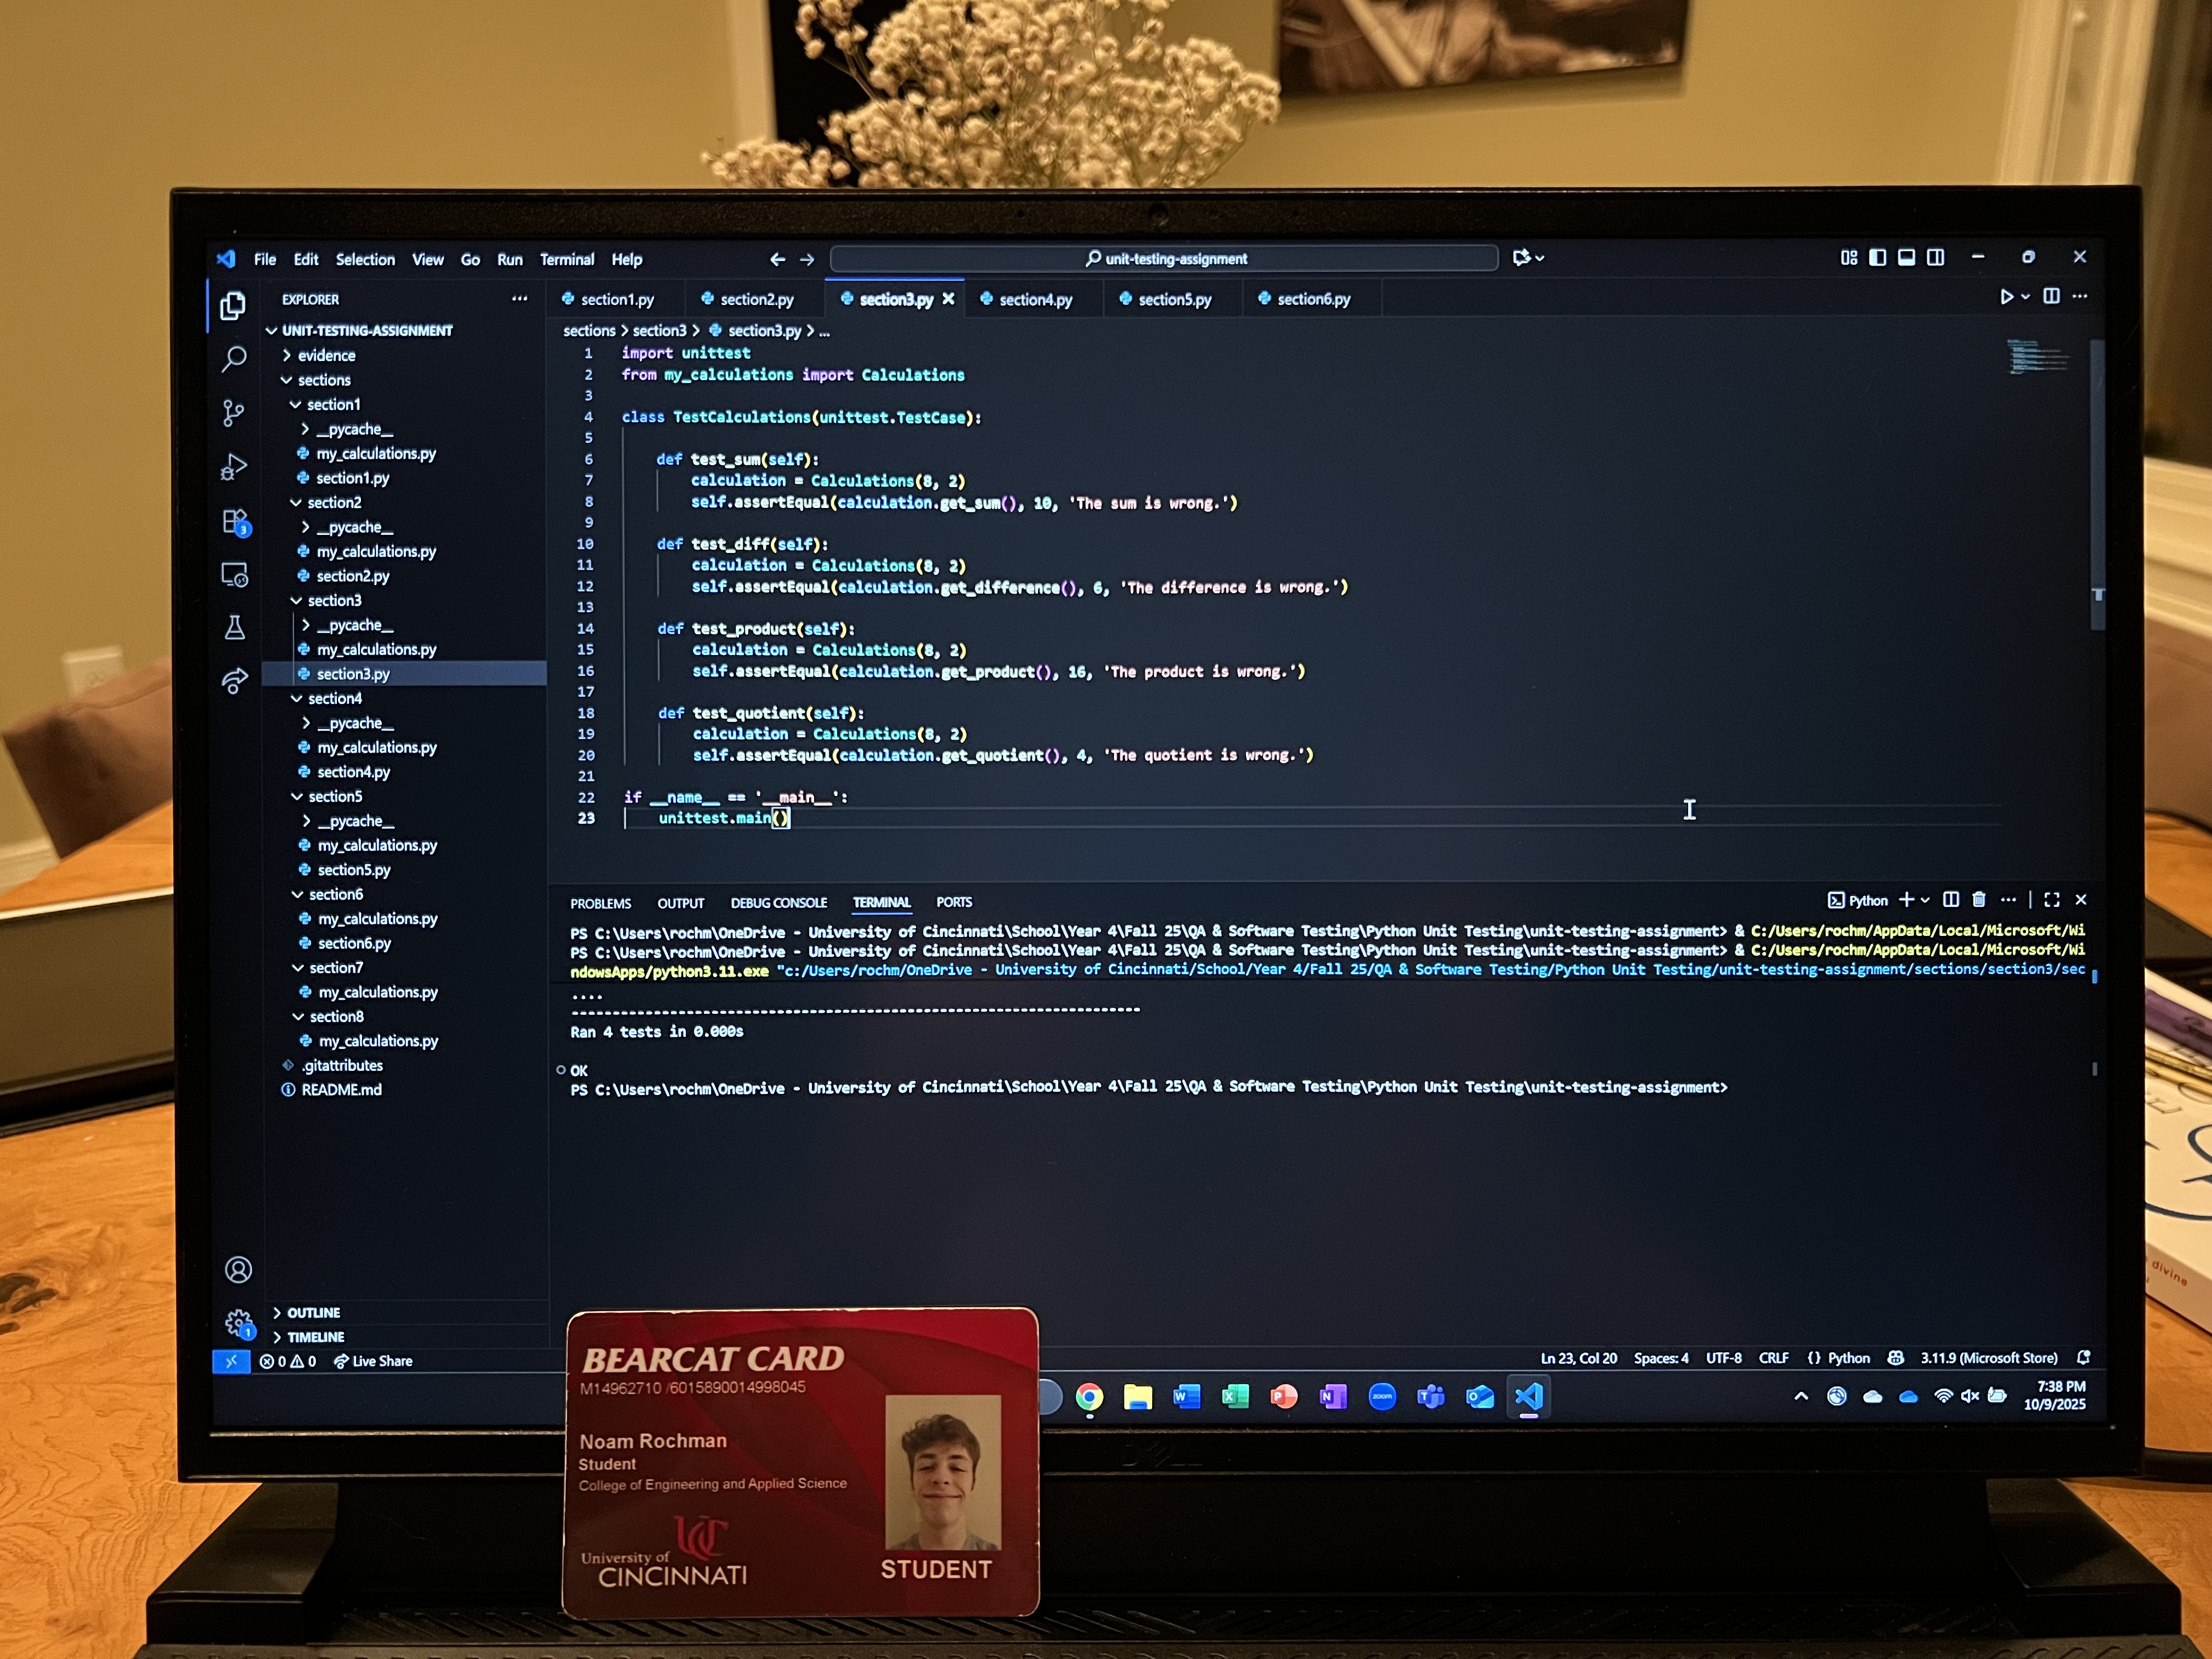 File Edit Selection View Go Run Terminal Help
unit-testing-assignment
EXPLORER
UNIT-TESTING-ASSIGNMENT
evidence
sections
section1
__pycache__
my_calculations.py
section1.py
section2
__pycache__
my_calculations.py
section2.py
section3
__pycache__
my_calculations.py
section3.py
section4
__pycache__
my_calculations.py
section4.py
section5
__pycache__
my_calculations.py
section5.py
section6
my_calculations.py
section6.py
section7
my_calculations.py
section8
my_calculations.py
.gitattributes
README.md
OUTLINE
TIMELINE
3
1
section1.py section2.py section3.py section4.py section5.py section6.py
sections > section3 > section3.py > ...
1 import unittest
2 from my_calculations import Calculations
3
4 class TestCalculations(unittest.TestCase):
5
6 def test_sum(self):
7 calculation = Calculations(8, 2)
8 self.assertEqual(calculation.get_sum(), 10, 'The sum is wrong.')
9
10 def test_diff(self):
11 calculation = Calculations(8, 2)
12 self.assertEqual(calculation.get_difference(), 6, 'The difference is wrong.')
13
14 def test_product(self):
15 calculation = Calculations(8, 2)
16 self.assertEqual(calculation.get_product(), 16, 'The product is wrong.')
17
18 def test_quotient(self):
19 calculation = Calculations(8, 2)
20 self.assertEqual(calculation.get_quotient(), 4, 'The quotient is wrong.')
21
22 if __name__ == '__main__':
23 unittest.main()
PROBLEMS OUTPUT DEBUG CONSOLE TERMINAL PORTS
Python
PS C:\Users\rochm\OneDrive - University of Cincinnati\School\Year 4\Fall 25\QA & Software Testing\Python Unit Testing\unit-testing-assignment> & C:/Users/rochm/AppData/Local/Microsoft/Wi
PS C:\Users\rochm\OneDrive - University of Cincinnati\School\Year 4\Fall 25\QA & Software Testing\Python Unit Testing\unit-testing-assignment> & C:/Users/rochm/AppData/Local/Microsoft/Wi
ndowsApps/python3.11.exe "c:/Users/rochm/OneDrive - University of Cincinnati/School/Year 4/Fall 25/QA & Software Testing/Python Unit Testing/unit-testing-assignment/sections/section3/sec
....
----------------------------------------------------------------------
Ran 4 tests in 0.000s
OK
PS C:\Users\rochm\OneDrive - University of Cincinnati\School\Year 4\Fall 25\QA & Software Testing\Python Unit Testing\unit-testing-assignment>
0 0 Live Share
Ln 23, Col 20 Spaces: 4 UTF-8 CRLF {} Python 3.11.9 (Microsoft Store)
zoom
7:38 PM
10/9/2025
DELL
BEARCAT CARD
M14962710 /6015890014998045
Noam Rochman
Student
College of Engineering and Applied Science
UC
University of
CINCINNATI
STUDENT
divine